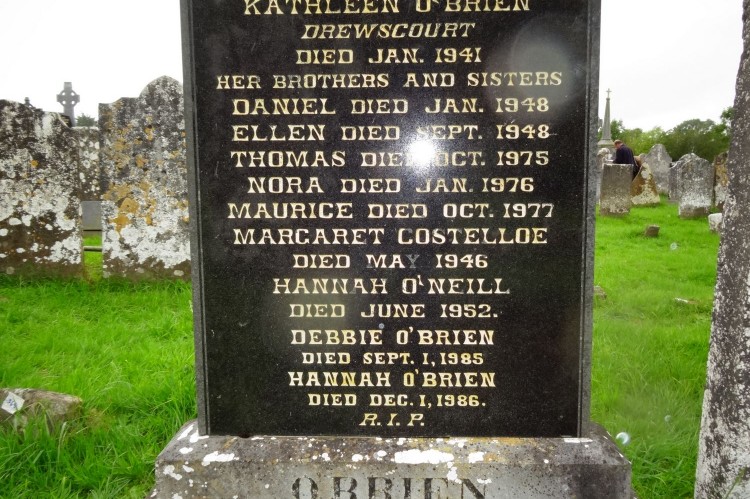 KATHLEEN O'BRIEN
DREWSCOURT
DIED JAN. 1941
HER BROTHERS AND SISTERS
DANIEL DIED JAN. 1948
ELLEN DIED SEPT. 1948
THOMAS DIED OCT. 1975
NORA DIED JAN. 1976
MAURICE DIED OCT. 1977
MARGARET COSTELLOE
DIED MAY 1946
HANNAH O'NEILL
DIED JUNE 1952.
DEBBIE O'BRIEN
DIED SEPT. 1, 1985
HANNAH O'BRIEN
DIED DEC. 1, 1986.
R.I.P.
O'BRIEN